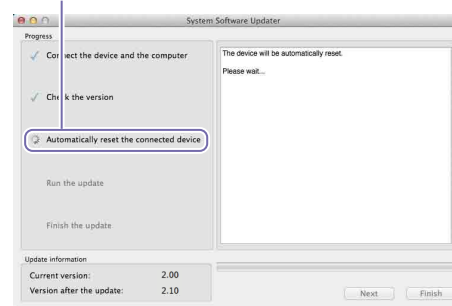 System Software Updater
Progress
Connect the device and the computer
Check the version
Automatically reset the connected device
Run the update
Finish the update
The device will be automatically reset.
Please wait...
Update information
Current version: 2.00
Version after the update: 2.10
Next Finish